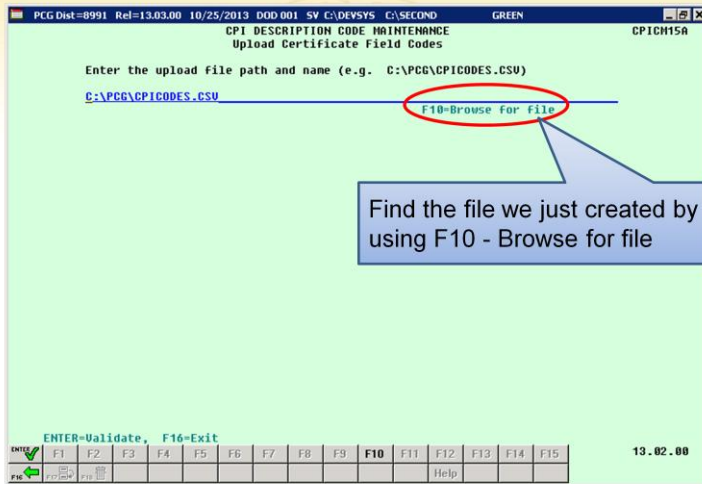 PCG Dist=8991 Rel=13.03.00 10/25/2013 DOD 001 SV C:\DEVSYS C:\SECOND GREEN
CPI DESCRIPTION CODE MAINTENANCE CPICM15A
Upload Certificate Field Codes
Enter the upload file path and name (e.g. C:\PCG\CPICODES.CSV)
C:\PCG\CPICODES.CSV
F10=Browse for file
Find the file we just created by
using F10 - Browse for file
ENTER=Validate, F16=Exit
ENTER F1 F2 F3 F4 F5 F6 F7 F8 F9 F10 F11 F12 F13 F14 F15 13.02.00
F16 F17 F18 Help